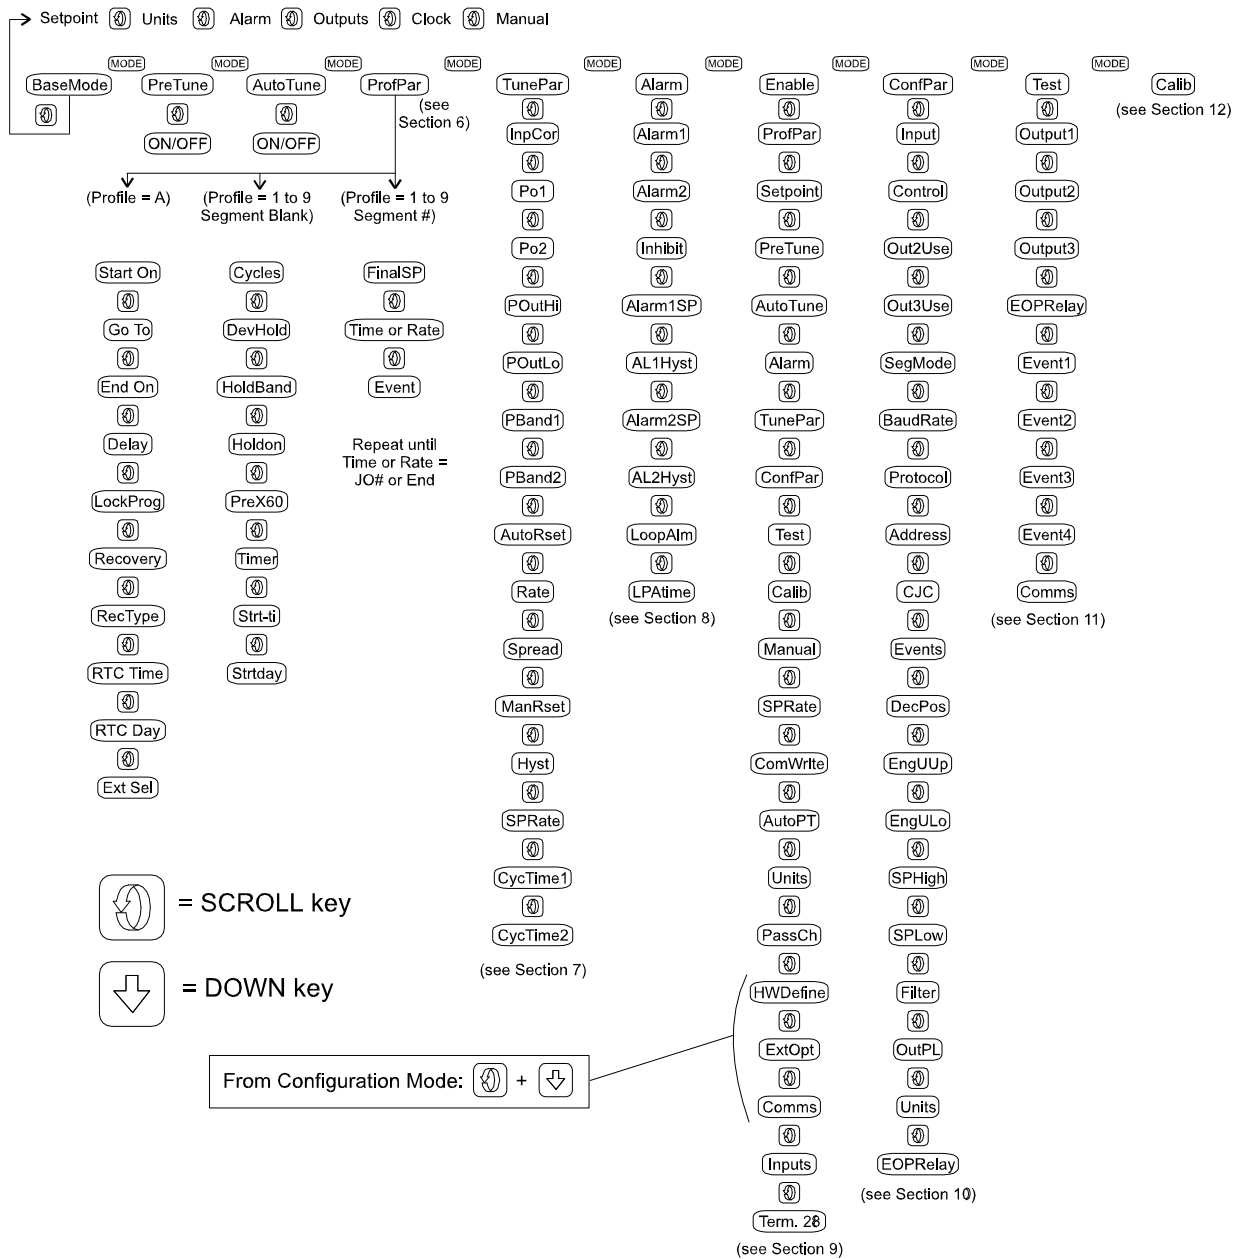 Setpoint Units Alarm Outputs Clock Manual
MODE MODE MODE MODE MODE MODE MODE MODE MODE
BaseMode PreTune AutoTune ProfPar TunePar Alarm Enable ConfPar Test Calib
(see
Section 6)
(see Section 12)
ON/OFF ON/OFF
(Profile = A)
(Profile = 1 to 9
Segment Blank)
(Profile = 1 to 9
Segment #)
Start On
Go To
End On
Delay
LockProg
Recovery
RecType
RTC Time
RTC Day
Ext Sel
Cycles
DevHold
HoldBand
Holdon
PreX60
Timer
Strt-ti
Strtday
FinalSP
Time or Rate
Event
Repeat until
Time or Rate =
JO# or End
InpCor
Po1
Po2
POutHi
POutLo
PBand1
PBand2
AutoRset
Rate
Spread
ManRset
Hyst
SPRate
CycTime1
CycTime2
(see Section 7)
Alarm1
Alarm2
Inhibit
Alarm1SP
AL1Hyst
Alarm2SP
AL2Hyst
LoopAlm
LPAtime
(see Section 8)
ProfPar
Setpoint
PreTune
AutoTune
Alarm
TunePar
ConfPar
Test
Calib
Manual
SPRate
ComWrIte
AutoPT
Units
PassCh
HWDefine
ExtOpt
Comms
Inputs
Term. 28
(see Section 9)
Input
Control
Out2Use
Out3Use
SegMode
BaudRate
Protocol
Address
CJC
Events
DecPos
EngUUp
EngULo
SPHigh
SPLow
Filter
OutPL
Units
EOPRelay
(see Section 10)
Output1
Output2
Output3
EOPRelay
Event1
Event2
Event3
Event4
Comms
(see Section 11)
= SCROLL key
= DOWN key
From Configuration Mode: +